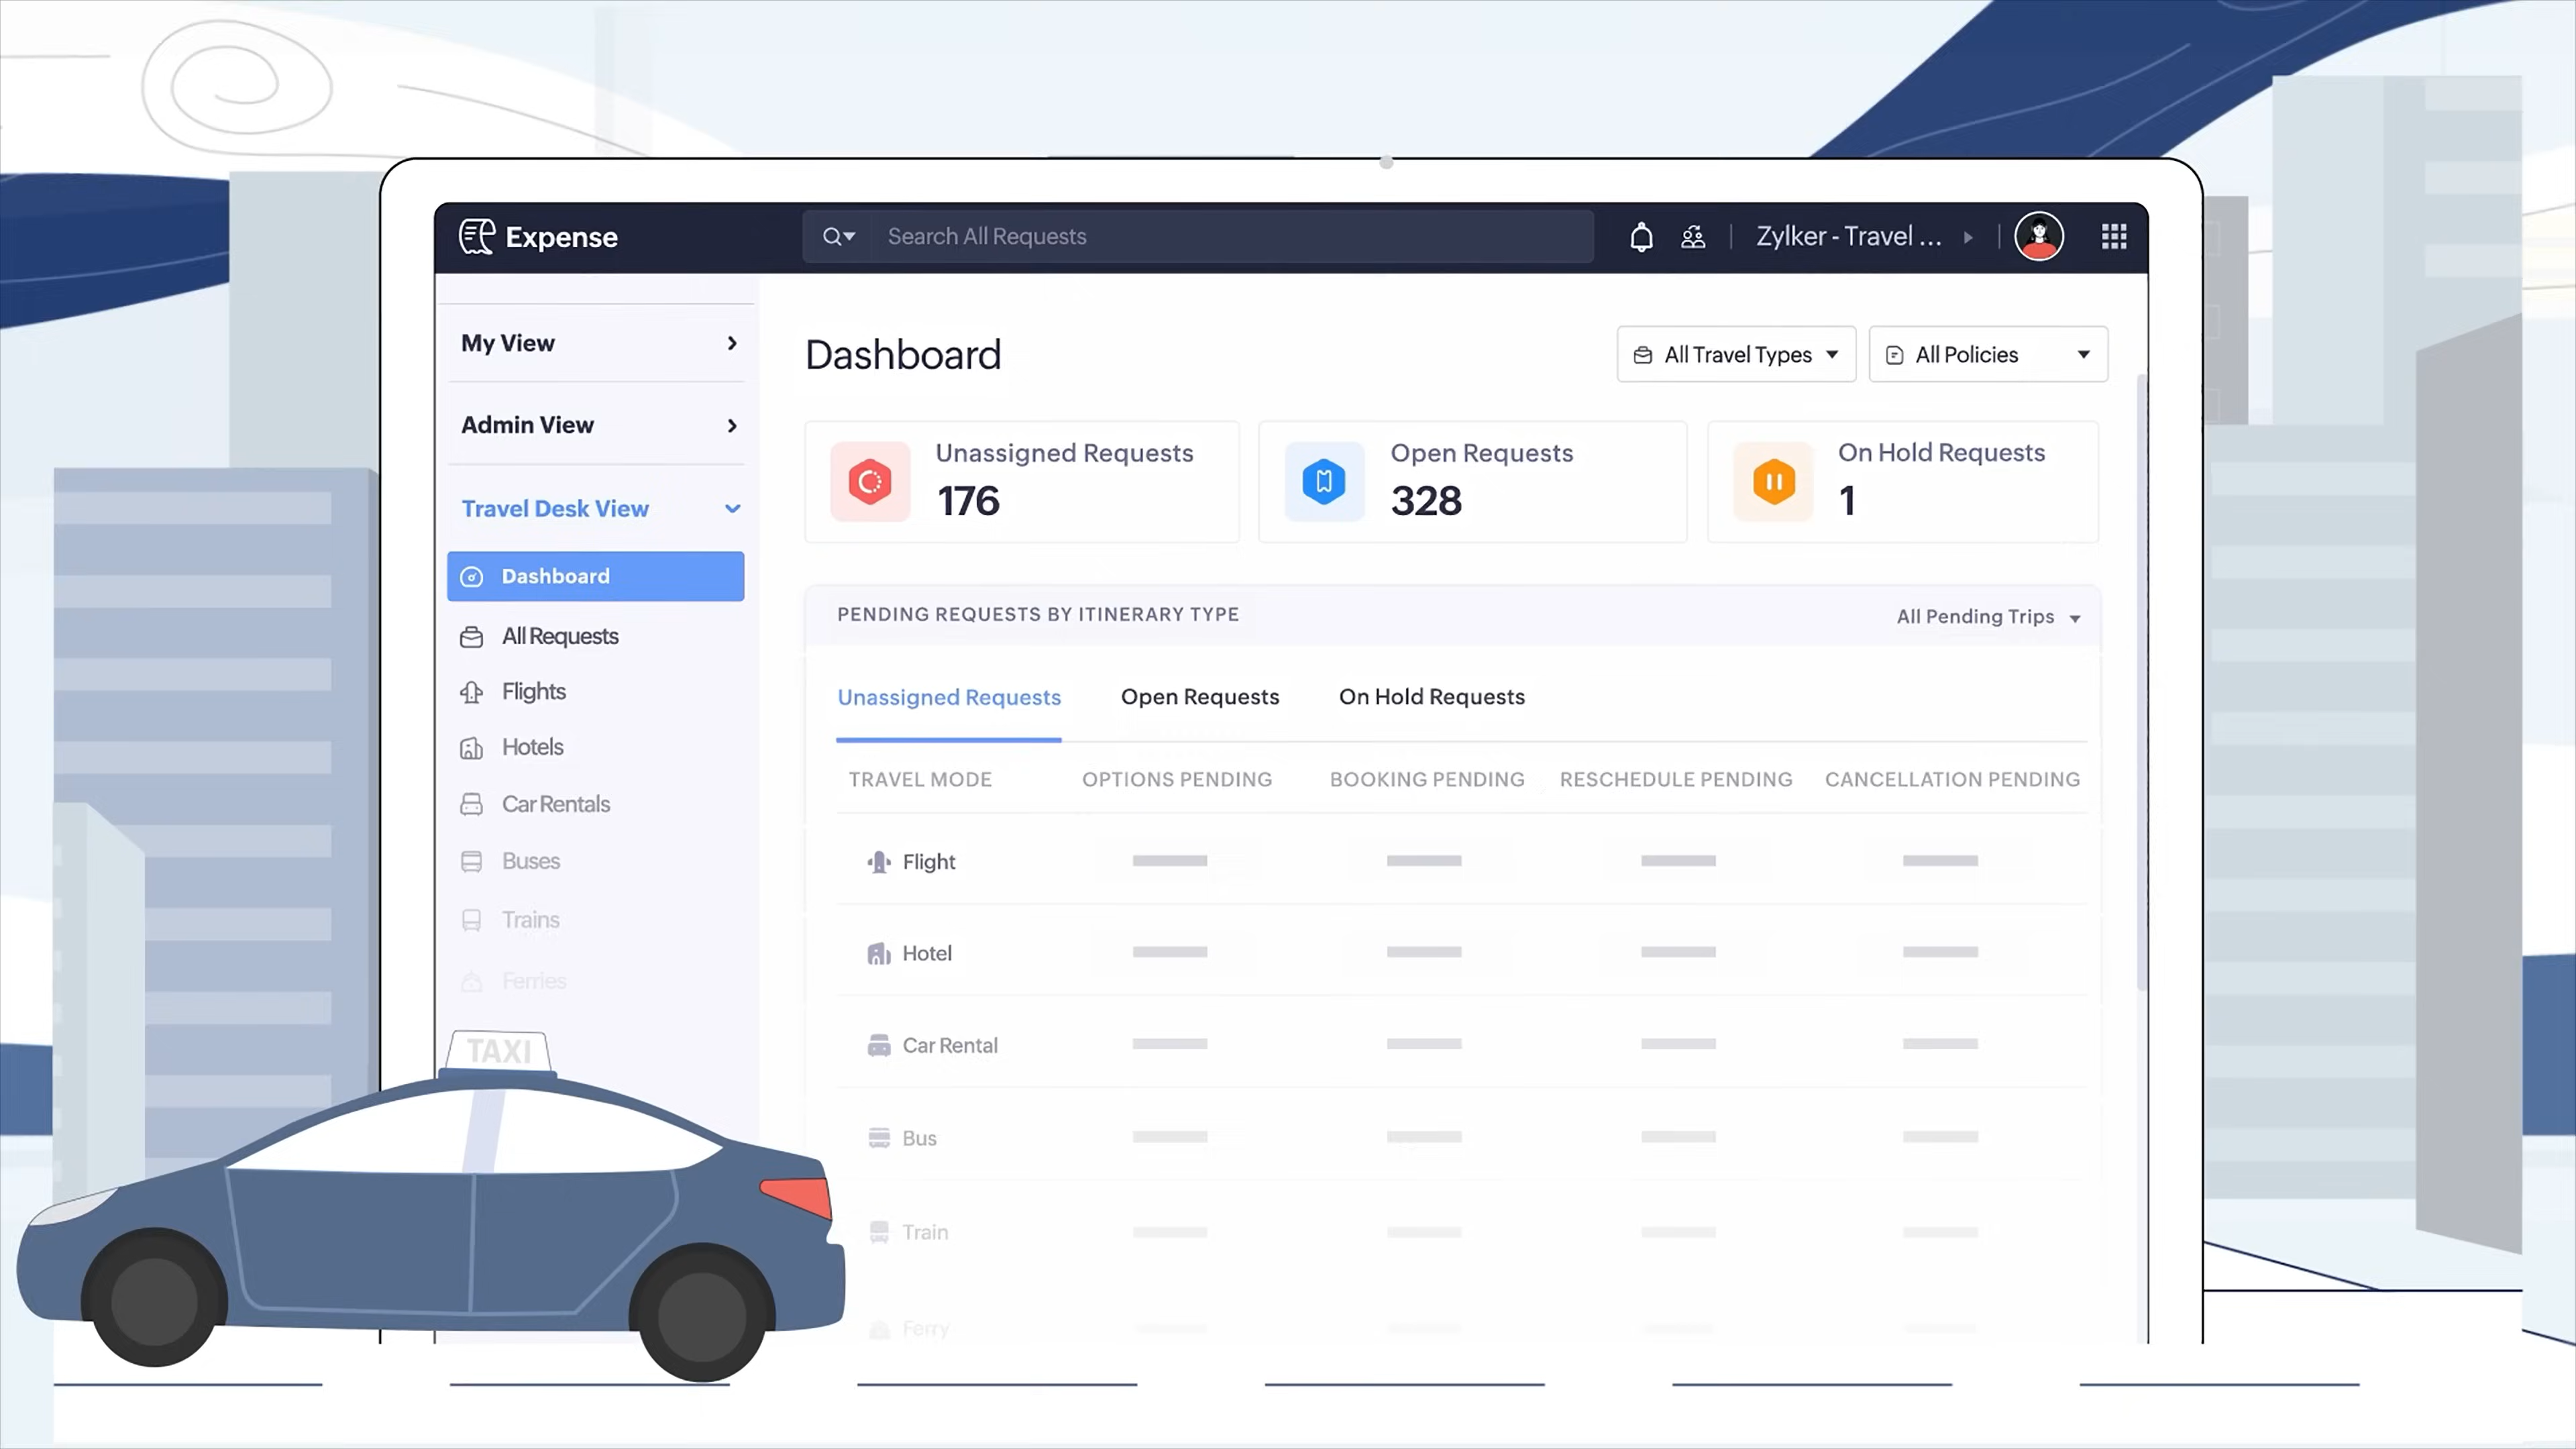 Expense
Search All Requests
Zylker - Travel ...
My View
Admin View
Travel Desk View
Dashboard
All Requests
Flights
Hotels
Car Rentals
Buses
Trains
Ferries
Dashboard
All Travel Types
All Policies
Unassigned Requests
176
Open Requests
328
On Hold Requests
1
PENDING REQUESTS BY ITINERARY TYPE
All Pending Trips
Unassigned Requests
Open Requests
On Hold Requests
TRAVEL MODE
OPTIONS PENDING
BOOKING PENDING
RESCHEDULE PENDING
CANCELLATION PENDING
Flight
Hotel
Car Rental
Bus
Train
Ferry
TAXI